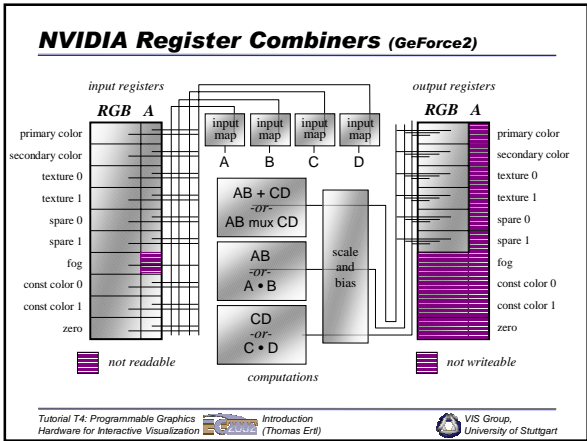 NVIDIA Register Combiners (GeForce2)
input registers
RGB A
primary color
secondary color
texture 0
texture 1
spare 0
spare 1
fog
const color 0
const color 1
zero
not readable
input map
input map
input map
input map
A B C D
AB + CD
-or-
AB mux CD
AB
-or-
A • B
CD
-or-
C • D
computations
scale
and
bias
output registers
RGB A
primary color
secondary color
texture 0
texture 1
spare 0
spare 1
fog
const color 0
const color 1
zero
not writeable
Tutorial T4: Programmable Graphics
Hardware for Interactive Visualization
2002
Introduction
(Thomas Ertl)
VIS Group,
University of Stuttgart